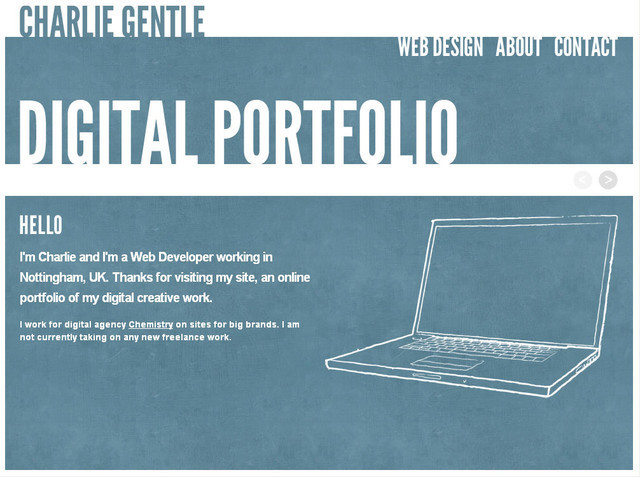 CHARLIE GENTLE
WEB DESIGN ABOUT CONTACT
DIGITAL PORTFOLIO
< >
HELLO
I'm Charlie and I'm a Web Developer working in
Nottingham, UK. Thanks for visiting my site, an online
portfolio of my digital creative work.
I work for digital agency Chemistry on sites for big brands. I am
not currently taking on any new freelance work.